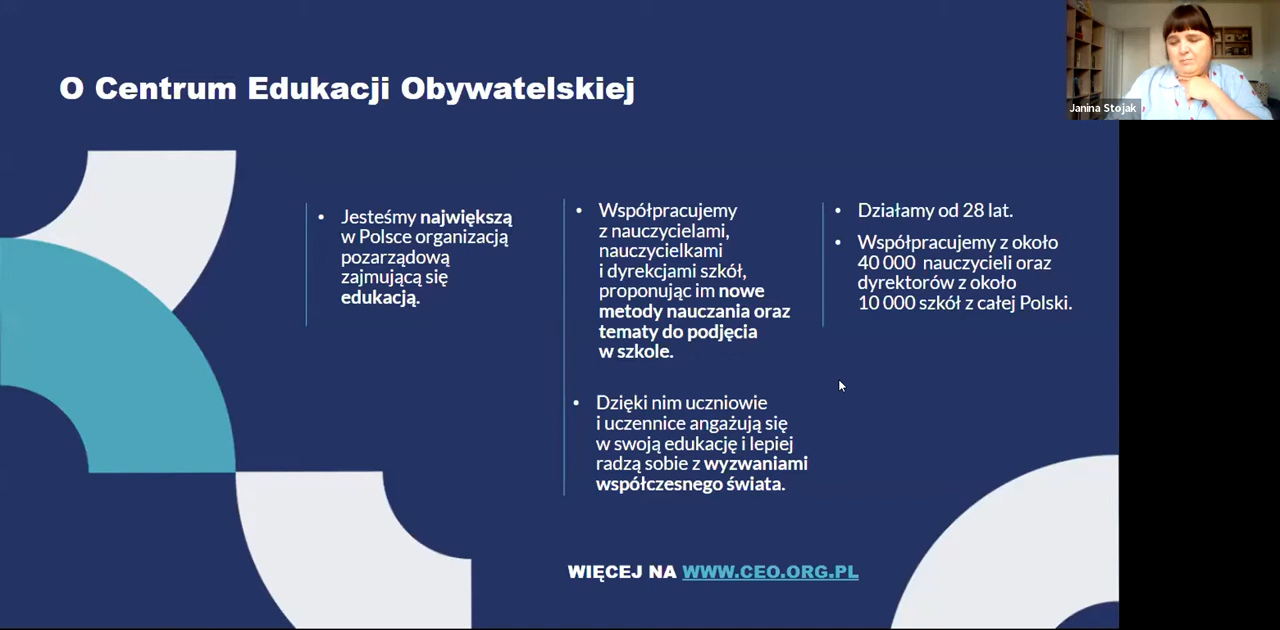 O Centrum Edukacji Obywatelskiej
Janina Stojak
• Jesteśmy największą
w Polsce organizacją
pozarządową
zajmującą się
edukacją.
• Współpracujemy
z nauczycielami,
nauczycielkami
i dyrekcjami szkół,
proponując im nowe
metody nauczania oraz
tematy do podjęcia
w szkole.
• Dzięki nim uczniowie
i uczennice angażują się
w swoją edukację i lepiej
radzą sobie z wyzwaniami
współczesnego świata.
• Działamy od 28 lat.
• Współpracujemy z około
40 000 nauczycieli oraz
dyrektorów z około
10 000 szkół z całej Polski.
WIĘCEJ NA WWW.CEO.ORG.PL